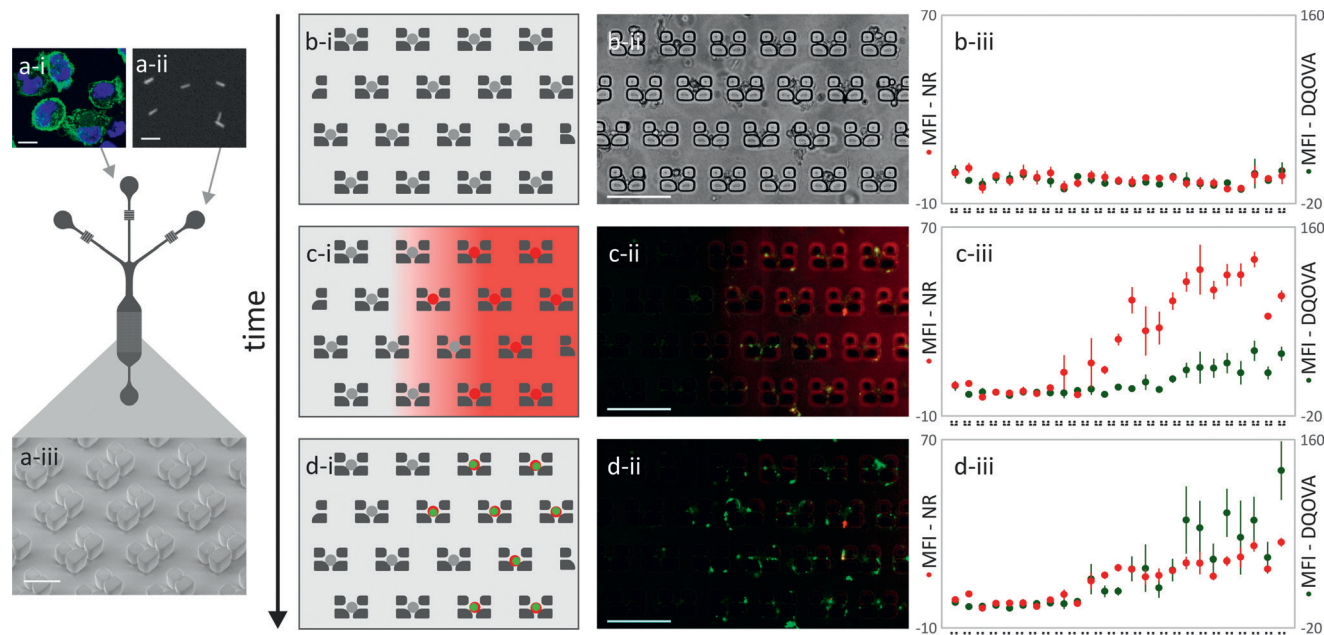 a-i
a-ii
a-iii
time
b-i
b-ii
b-iii
70
160
-10
-20
• MFI - NR
• MFI - DQOVA
c-i
c-ii
c-iii
70
160
-10
-20
• MFI - NR
• MFI - DQOVA
d-i
d-ii
d-iii
70
160
-10
-20
• MFI - NR
• MFI - DQOVA